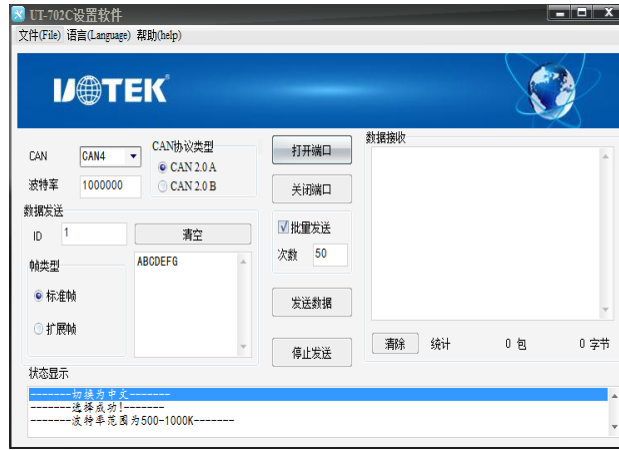 UT-702C设置软件
文件(File) 语言(Language) 帮助(help)
UOTEK®
CAN CAN4
波特率 1000000
CAN协议类型
CAN 2.0 A
CAN 2.0 B
数据发送
ID 1 清空
帧类型
标准帧
扩展帧
ABCDEFG
打开端口
关闭端口
批量发送
次数 50
发送数据
停止发送
数据接收
清除 统计 0 包 0 字节
状态显示
-------切换为中文-------
-------选择成功!-------
-------波特率范围为500-1000K-------